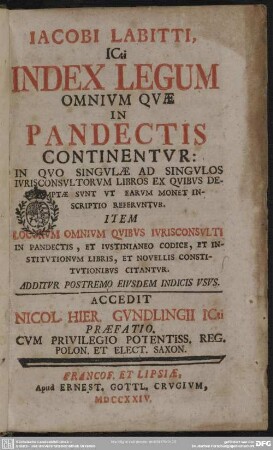 IACOBI LABITTI,
ICti
INDEX LEGUM
OMNIVM QVÆ
IN
PANDECTIS
CONTINENTVR:
IN QVO SINGVLÆ AD SINGVLOS
IVRISCONSVLTORVM LIBROS EX QVIBVS DE-
PTÆ SVNT VT EARVM MONET IN-
SCRIPTIO REFERVNTVR.
ITEM
LOCORVM OMNIVM QVIBVS IVRISCONSVLTI
IN PANDECTIS, ET IVSTINIANEO CODICE, ET IN-
STITVTIONVM LIBRIS, ET NOVELLIS CONSTI-
TVTIONIBVS CITANTVR.
ADDITVR POSTREMO EIVSDEM INDICIS VSVS.
ACCEDIT
NICOL. HIER. GVNDLINGII ICti
PRÆFATIO.
CVM PRIVILEGIO POTENTISS. REG.
POLON. ET ELECT. SAXON.
FRANCOF. ET LIPSIÆ,
Apud ERNEST. GOTTL. CRVGIVM,
MDCCXXIV.